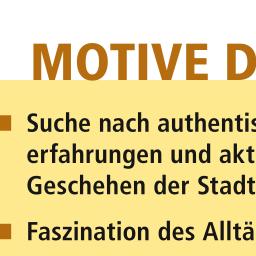 MOTIVE D
Suche nach authentis
erfahrungen und akt
Geschehen der Stadt
Faszination des Alltä